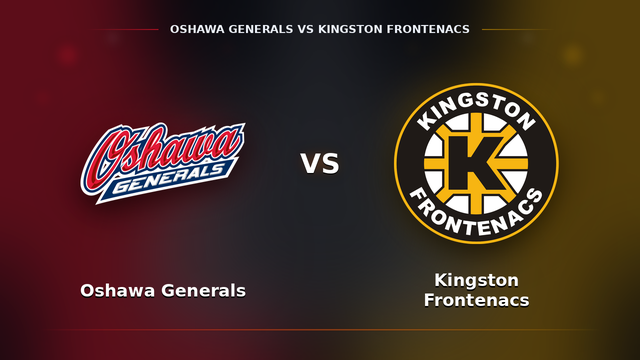 OSHAWA GENERALS VS KINGSTON FRONTENACS
Oshawa
GENERALS
VS
KINGSTON
K
FRONTENACS
Oshawa Generals
Kingston
Frontenacs